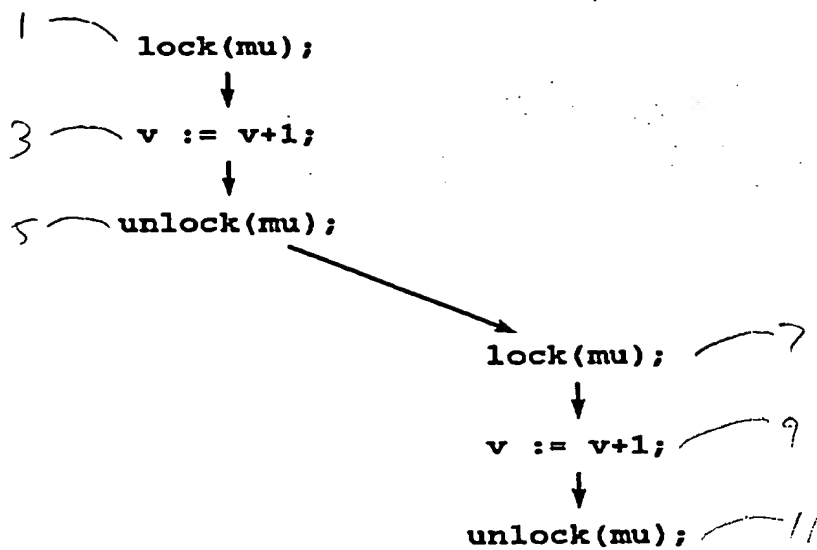 1 lock(mu);
3 v := v+1;
5 unlock(mu);
lock(mu); 7
v := v+1; 9
unlock(mu); 11